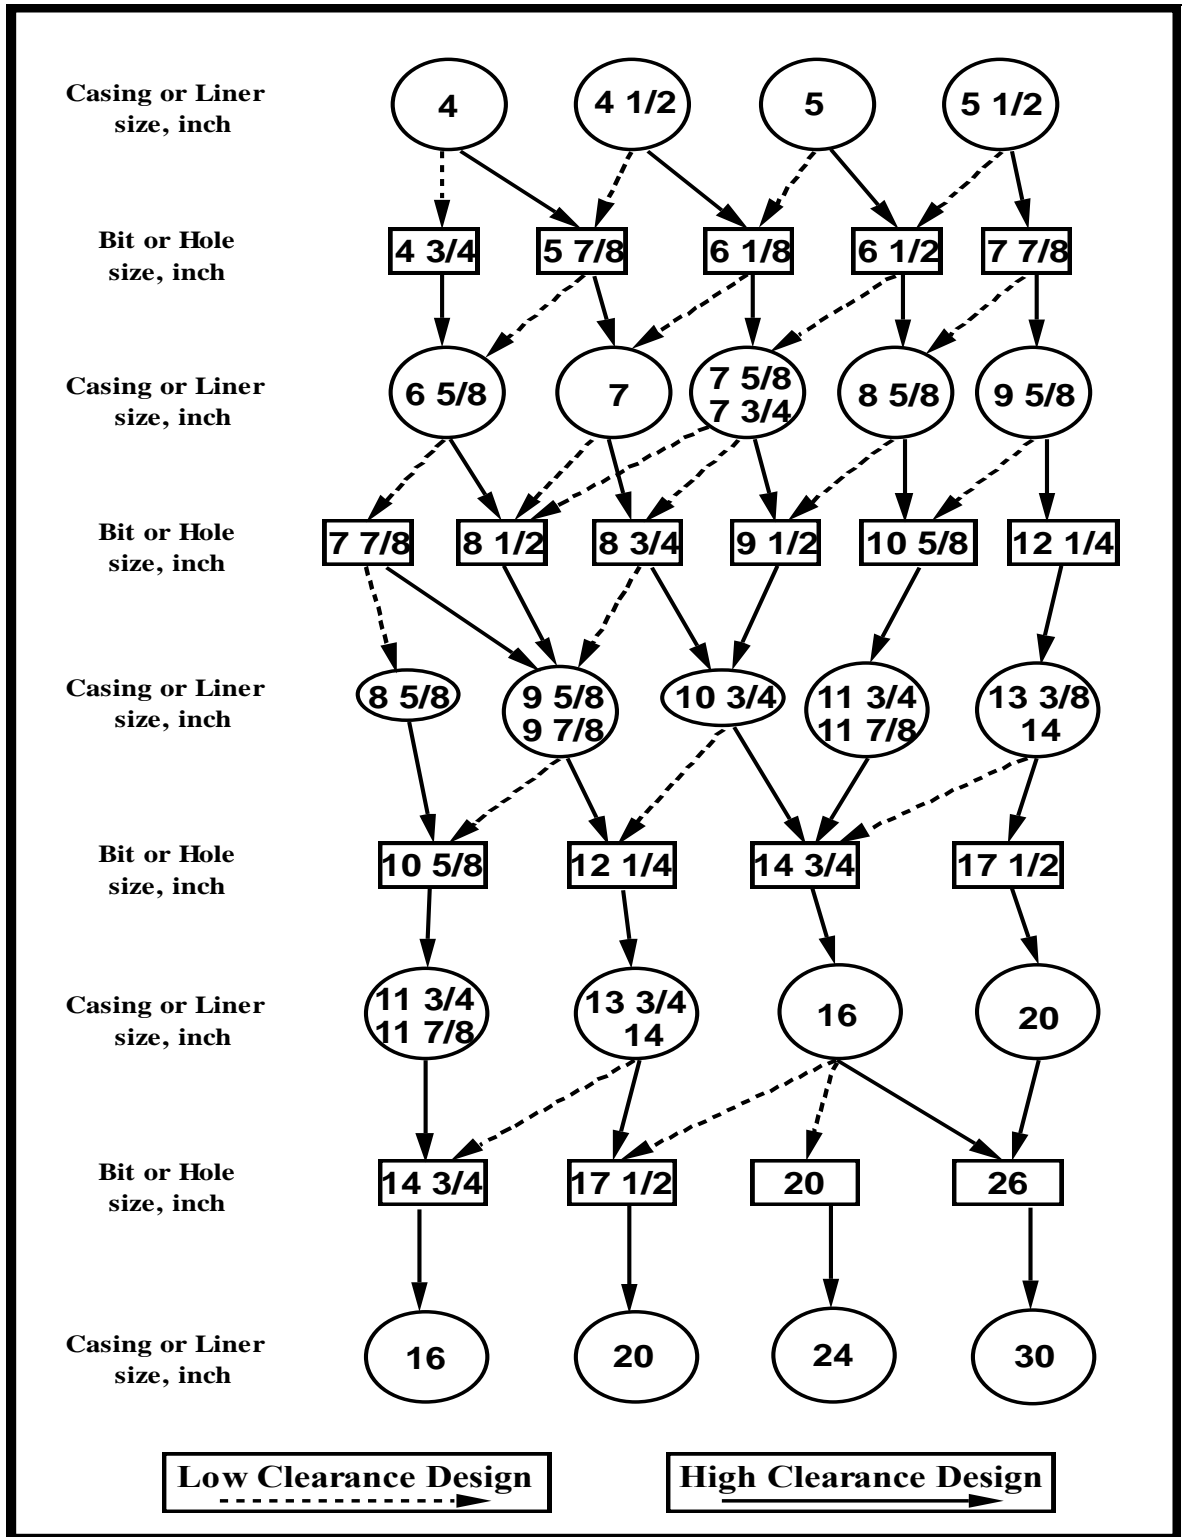 Casing or Liner
size, inch
4
4 1/2
5
5 1/2
Bit or Hole
size, inch
4 3/4
5 7/8
6 1/8
6 1/2
7 7/8
Casing or Liner
size, inch
6 5/8
7
7 5/8
7 3/4
8 5/8
9 5/8
Bit or Hole
size, inch
7 7/8
8 1/2
8 3/4
9 1/2
10 5/8
12 1/4
Casing or Liner
size, inch
8 5/8
9 5/8
9 7/8
10 3/4
11 3/4
11 7/8
13 3/8
14
Bit or Hole
size, inch
10 5/8
12 1/4
14 3/4
17 1/2
Casing or Liner
size, inch
11 3/4
11 7/8
13 3/4
14
16
20
Bit or Hole
size, inch
14 3/4
17 1/2
20
26
Casing or Liner
size, inch
16
20
24
30
Low Clearance Design
High Clearance Design